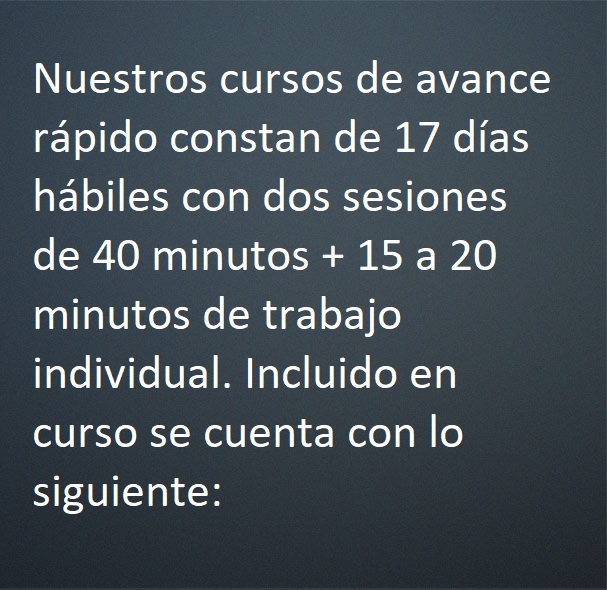 Nuestros cursos de avance
rápido constan de 17 días
hábiles con dos sesiones
de 40 minutos + 15 a 20
minutos de trabajo
individual. Incluido en
curso se cuenta con lo
siguiente: